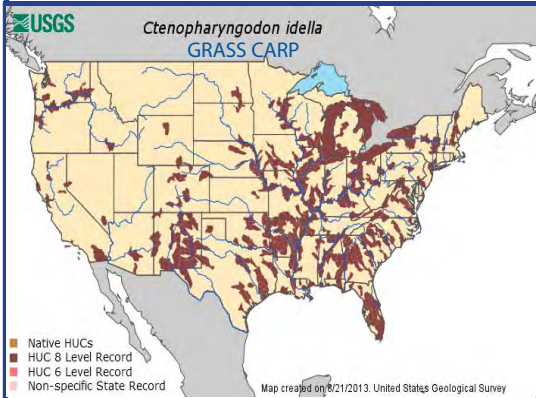 USGS
Ctenopharyngodon idella
GRASS CARP
Native HUCs
HUC 8 Level Record
HUC 6 Level Record
Non-specific State Record
Map created on 8/21/2013. United States Geological Survey